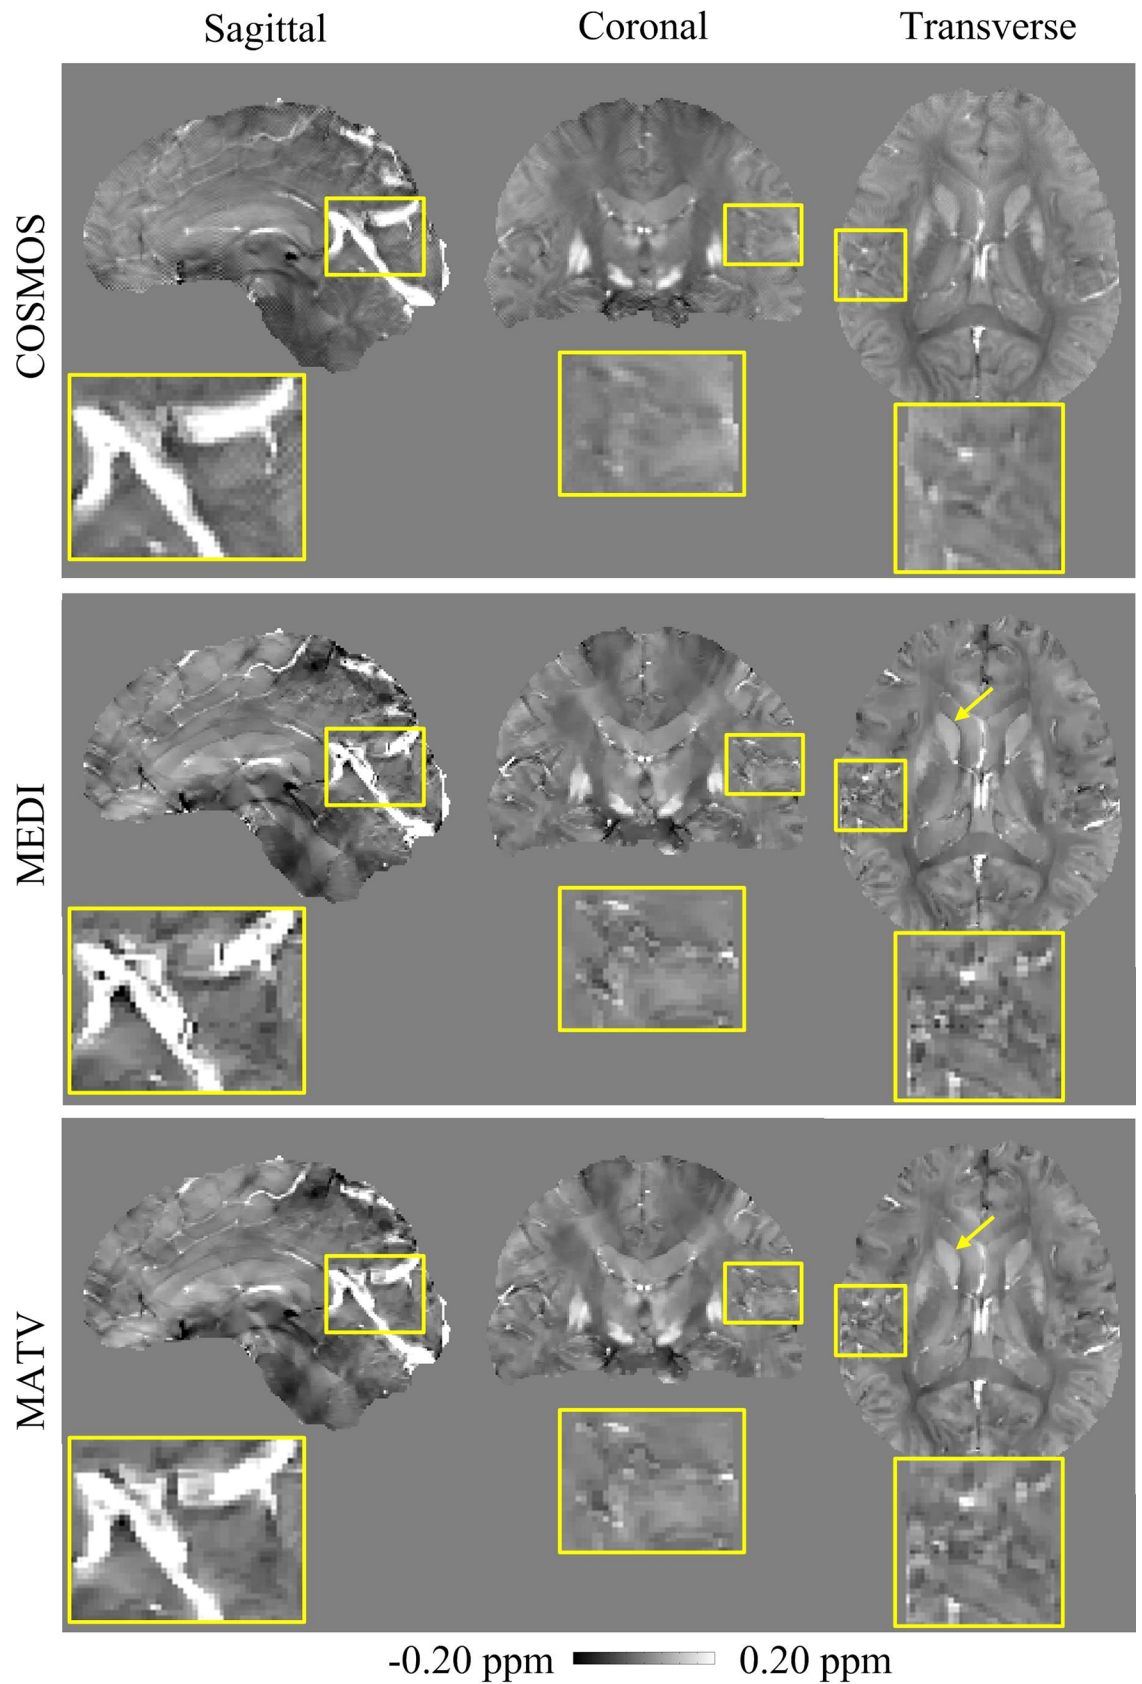 Sagittal
Coronal
Transverse
COSMOS
MEDI
MATV
-0.20 ppm
0.20 ppm